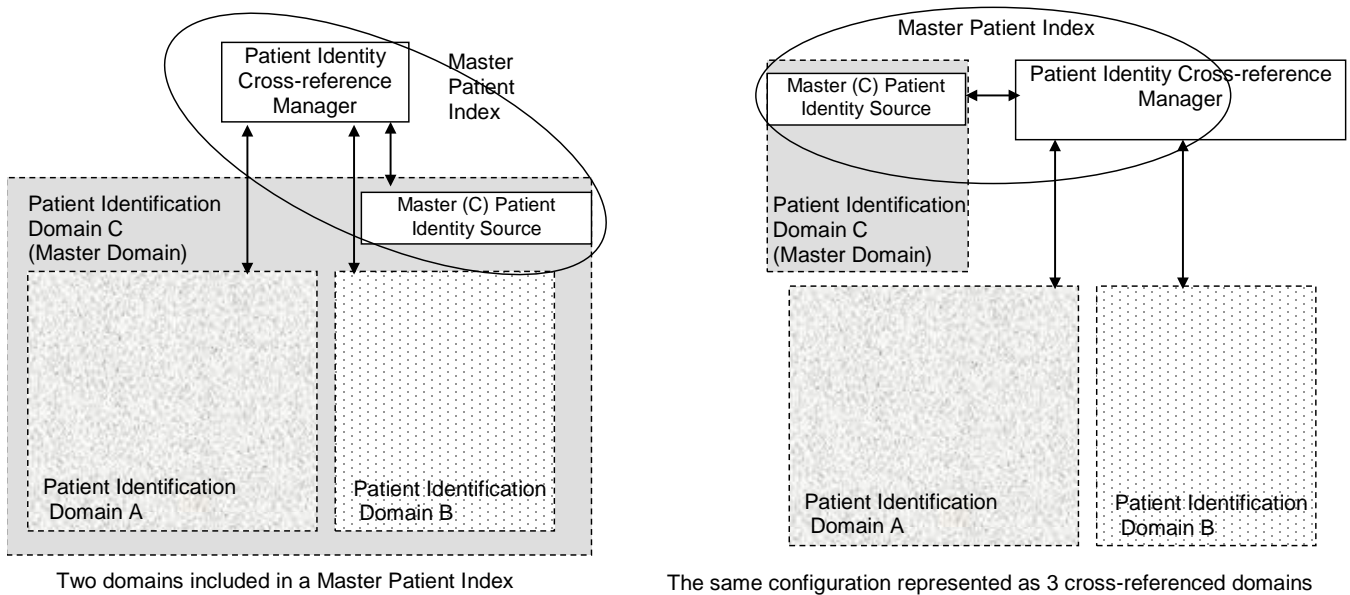 Patient Identity
Cross-reference
Manager
Master
Patient
Index
Patient Identification
Domain C
(Master Domain)
Master (C) Patient
Identity Source
Patient Identification
Domain A
Patient Identification
Domain B
Two domains included in a Master Patient Index
Master Patient Index
Master (C) Patient
Identity Source
Patient Identity Cross-reference
Manager
Patient Identification
Domain C
(Master Domain)
Patient Identification
Domain A
Patient Identification
Domain B
The same configuration represented as 3 cross-referenced domains